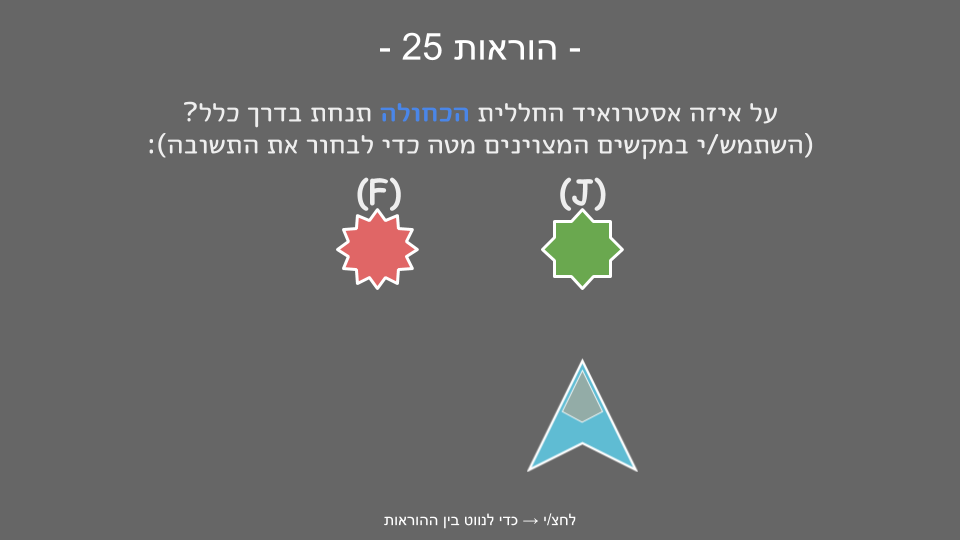 - הוראות 25 -
על איזה אסטרואיד החללית הכחולה תנחת בדרך כלל?
(השתמש/י במקשים המצוינים מטה כדי לבחור את התשובה):
(F) (J)
לחצ/י → כדי לנווט בין ההוראות